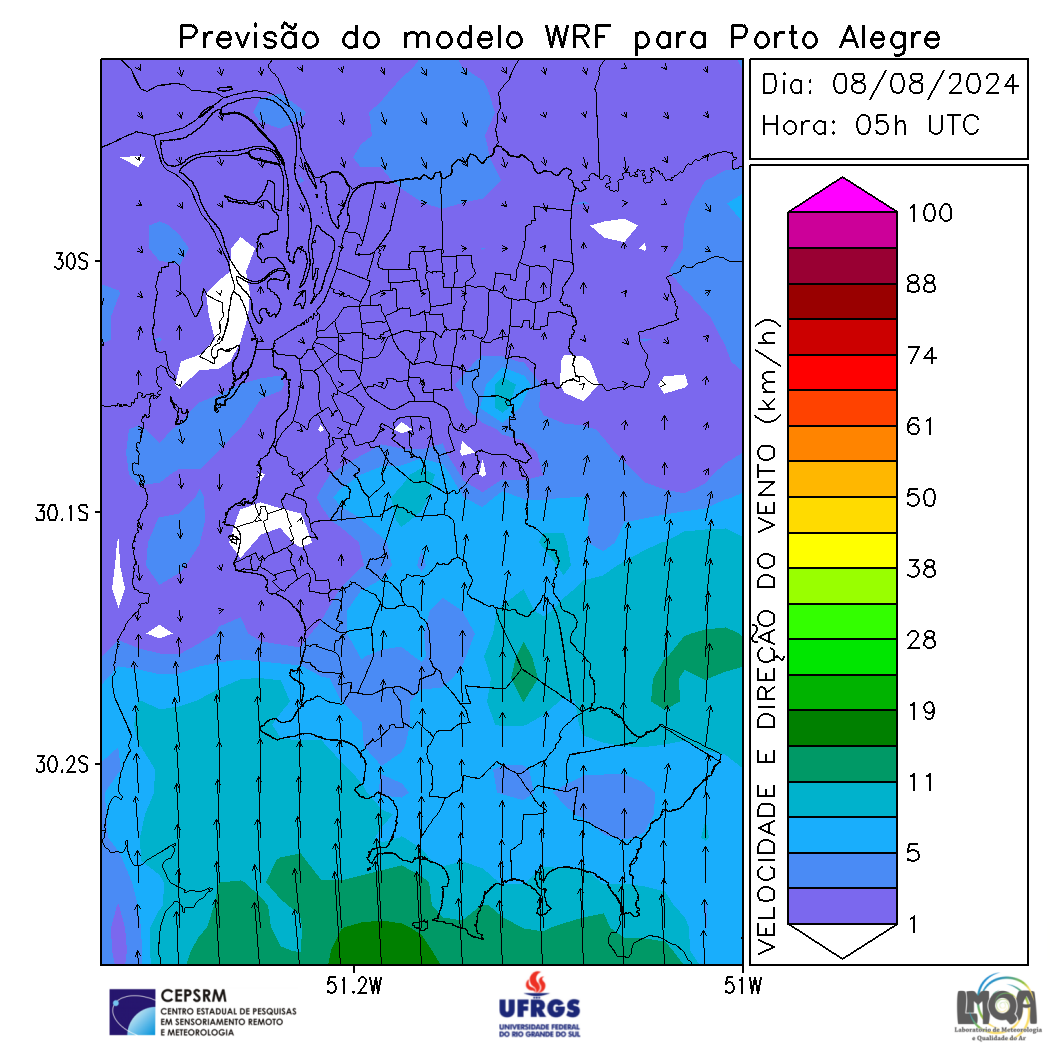 Previsão do modelo WRF para Porto Alegre
Dia: 08/08/2024
Hora: 05h UTC
30S
30.1S
30.2S
51.2W
51W
VELOCIDADE E DIREÇÃO DO VENTO (km/h)
100
88
74
61
50
38
28
19
11
5
1
CEPSRM
CENTRO ESTADUAL DE PESQUISAS
EM SENSORIAMENTO REMOTO
E METEOROLOGIA
UFRGS
UNIVERSIDADE FEDERAL
DO RIO GRANDE DO SUL
LMQA
Laboratório de Meteorologia
e Qualidade do Ar